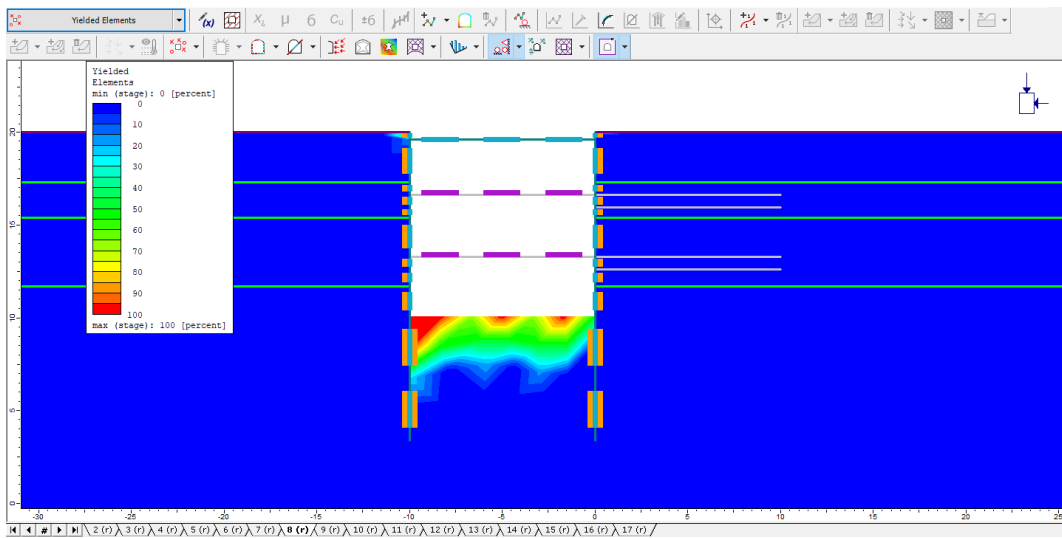 Yielded Elements
(x) X꜀ μ б Cᵤ ±б
Yielded
Elements
min (stage): 0 [percent]
0
10
20
30
40
50
60
70
80
90
100
max (stage): 100 [percent]
20
15
10
5
0
-30 -25 -20 -15 -10 -5 0 5 10 15 20 25
# 2 (r) 3 (r) 4 (r) 5 (r) 6 (r) 7 (r) 8 (r) 9 (r) 10 (r) 11 (r) 12 (r) 13 (r) 14 (r) 15 (r) 16 (r) 17 (r)